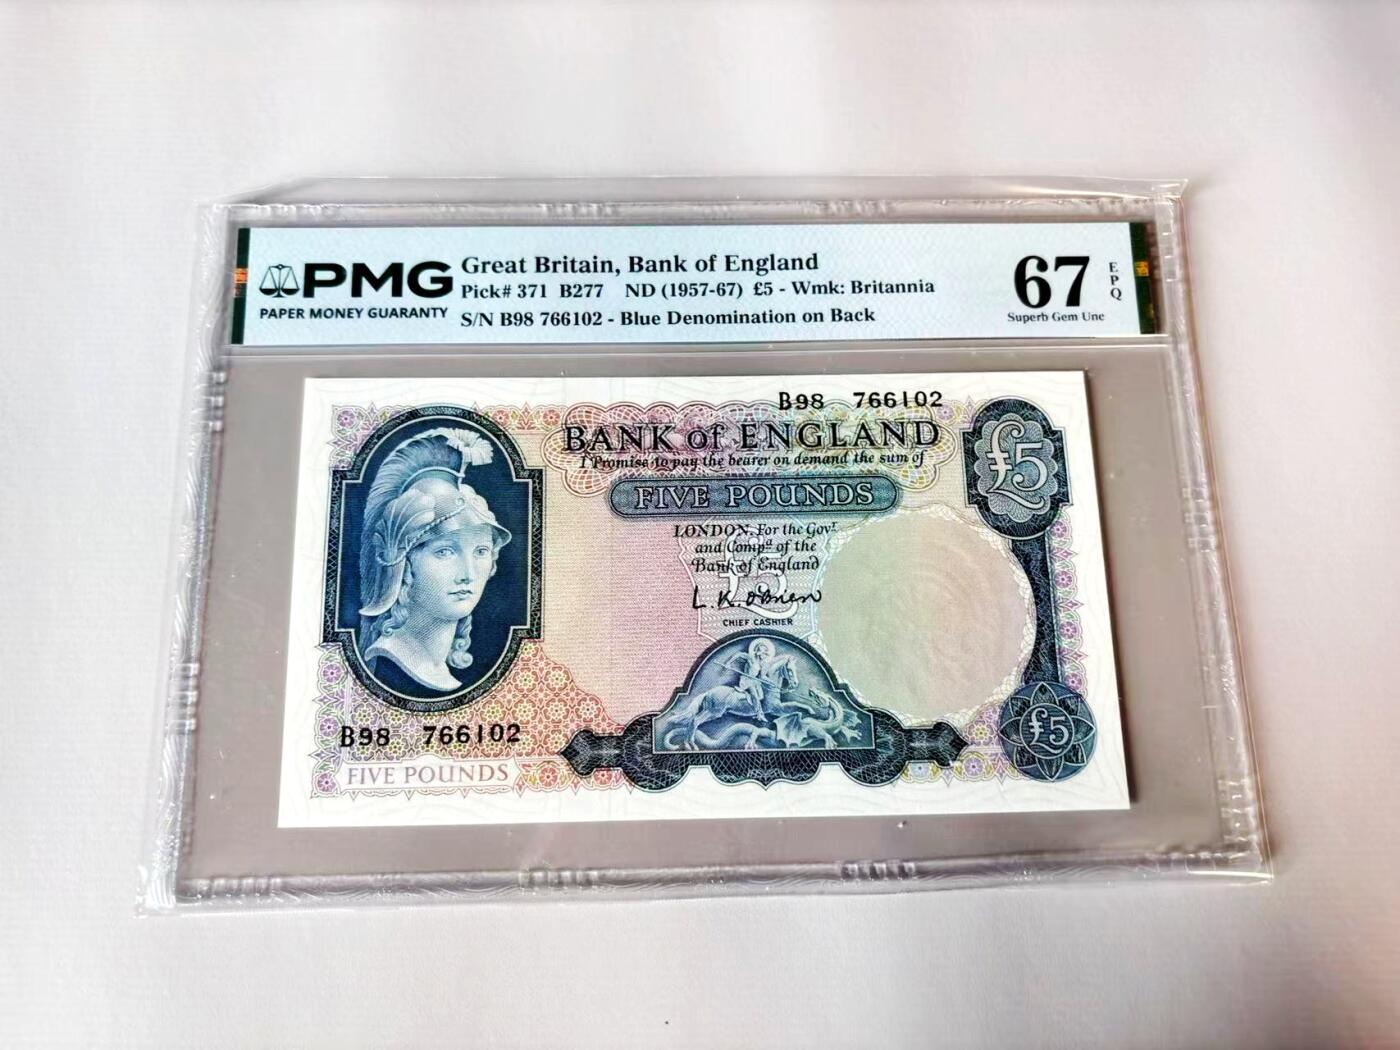 PMG
PAPER MONEY GUARANTY
Great Britain, Bank of England
Pick# 371 B277 ND (1957-67) £5 - Wmk: Britannia
S/N B98 766102 - Blue Denomination on Back
67
EPQ
Superb Gem Unc
B98 766102
BANK of ENGLAND
I Promise to pay the bearer on demand the sum of
£5
FIVE POUNDS
LONDON. For the Govr.
and Compa. of the
Bank of England
£5
L.K. O'Brien
CHIEF CASHIER
B98 766102
FIVE POUNDS
£5